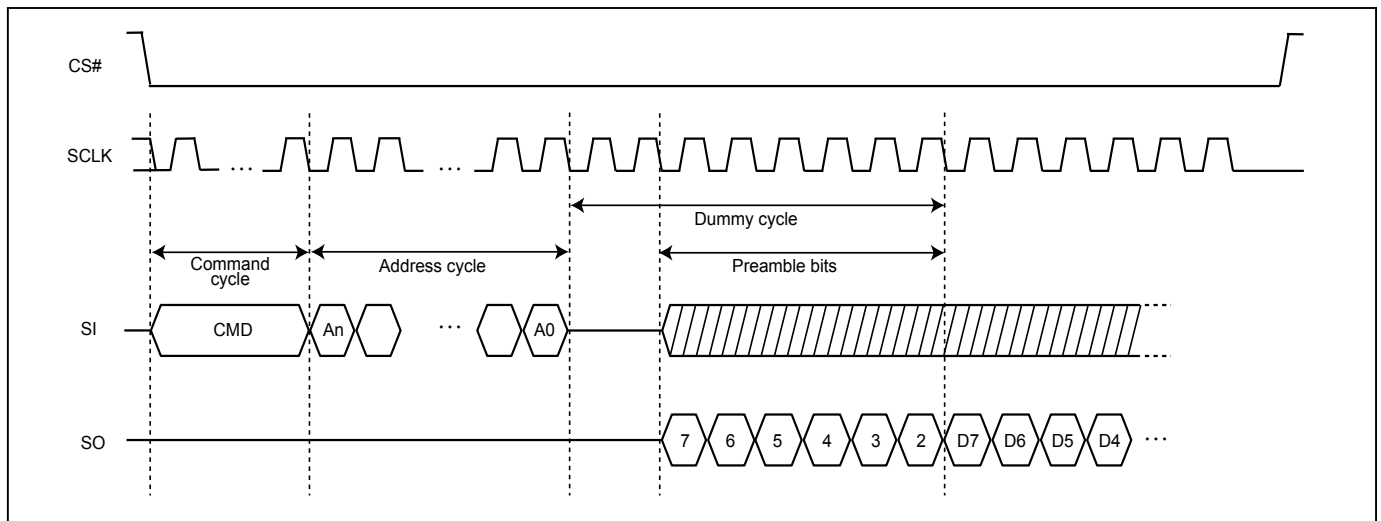 CS#
SCLK
... ...
Dummy cycle
Command
cycle
Address cycle
Preamble bits
SI
CMD An ... A0
SO
7 6 5 4 3 2 D7 D6 D5 D4 ...